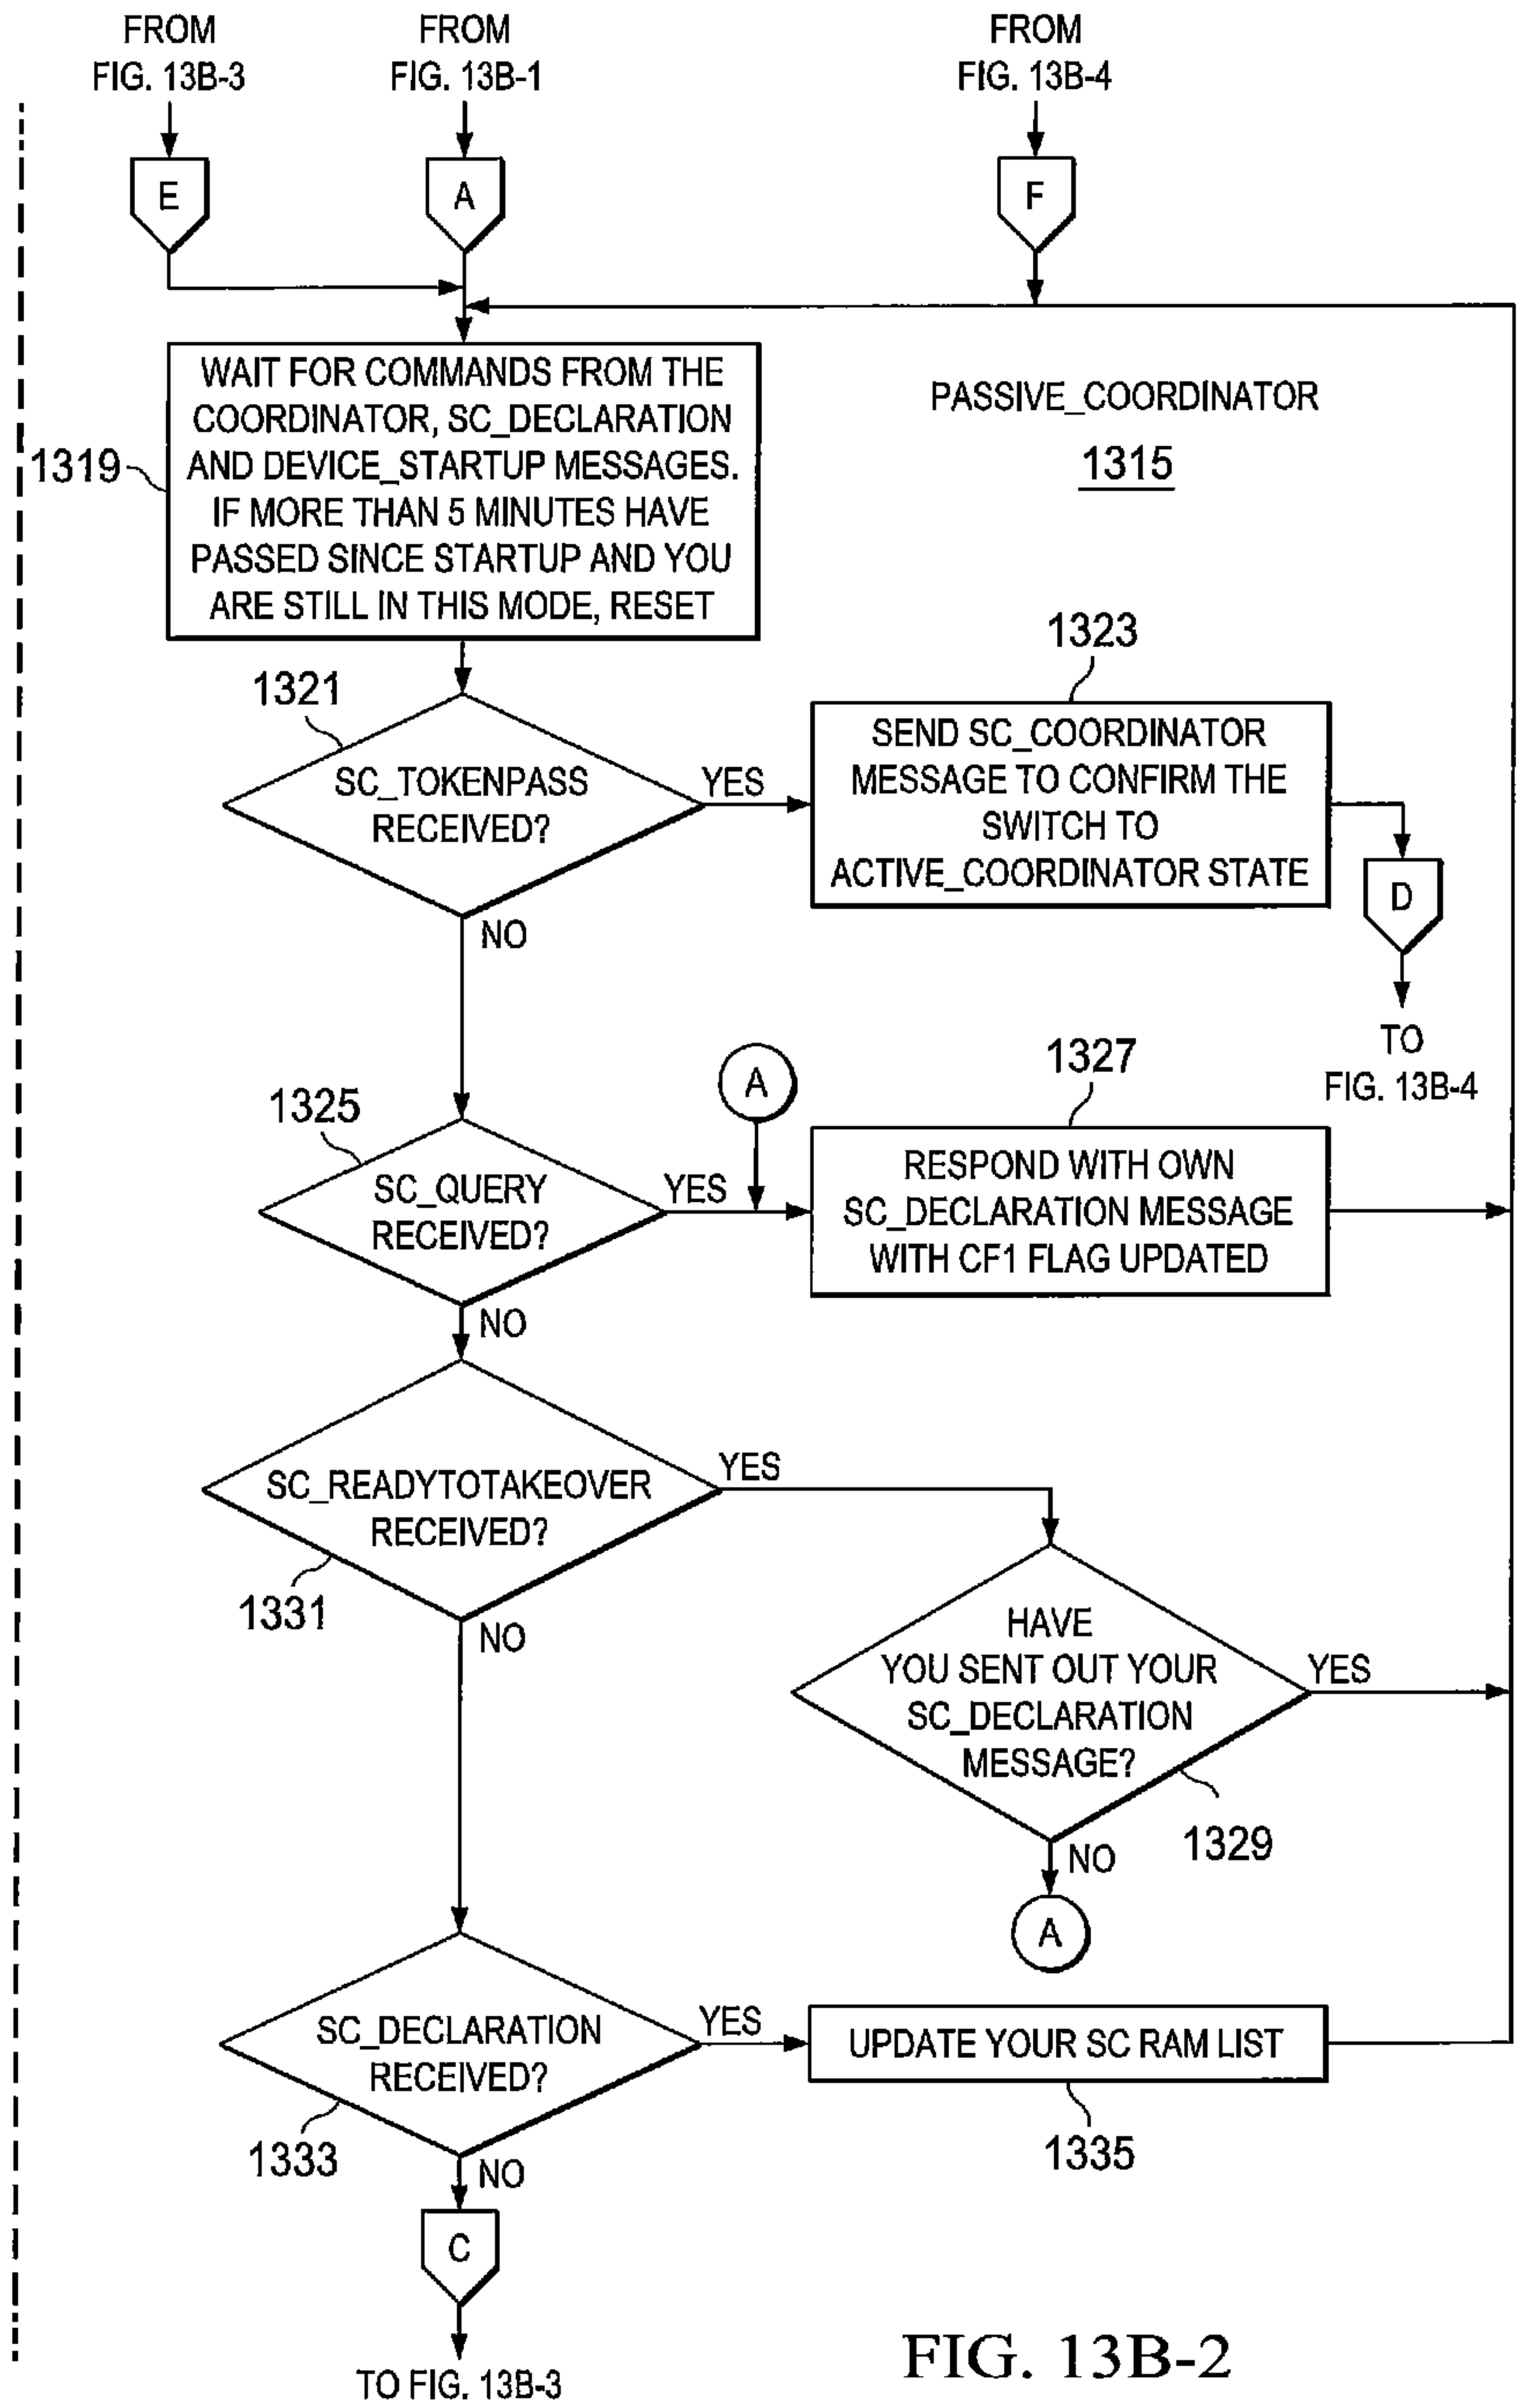 FROM
FIG. 13B-3
FROM
FIG. 13B-1
FROM
FIG. 13B-4
E
A
F
WAIT FOR COMMANDS FROM THE
COORDINATOR, SC_DECLARATION
AND DEVICE_STARTUP MESSAGES.
IF MORE THAN 5 MINUTES HAVE
PASSED SINCE STARTUP AND YOU
ARE STILL IN THIS MODE, RESET
1319
PASSIVE_COORDINATOR
1315
1321
SC_TOKENPASS
RECEIVED?
YES
NO
1323
SEND SC_COORDINATOR
MESSAGE TO CONFIRM THE
SWITCH TO
ACTIVE_COORDINATOR STATE
D
TO
FIG. 13B-4
1325
SC_QUERY
RECEIVED?
YES
NO
A
1327
RESPOND WITH OWN
SC_DECLARATION MESSAGE
WITH CF1 FLAG UPDATED
SC_READYTOTAKEOVER
RECEIVED?
YES
1331
NO
HAVE
YOU SENT OUT YOUR
SC_DECLARATION
MESSAGE?
YES
1329
NO
A
SC_DECLARATION
RECEIVED?
YES
1333
NO
UPDATE YOUR SC RAM LIST
1335
C
TO FIG. 13B-3
FIG. 13B-2